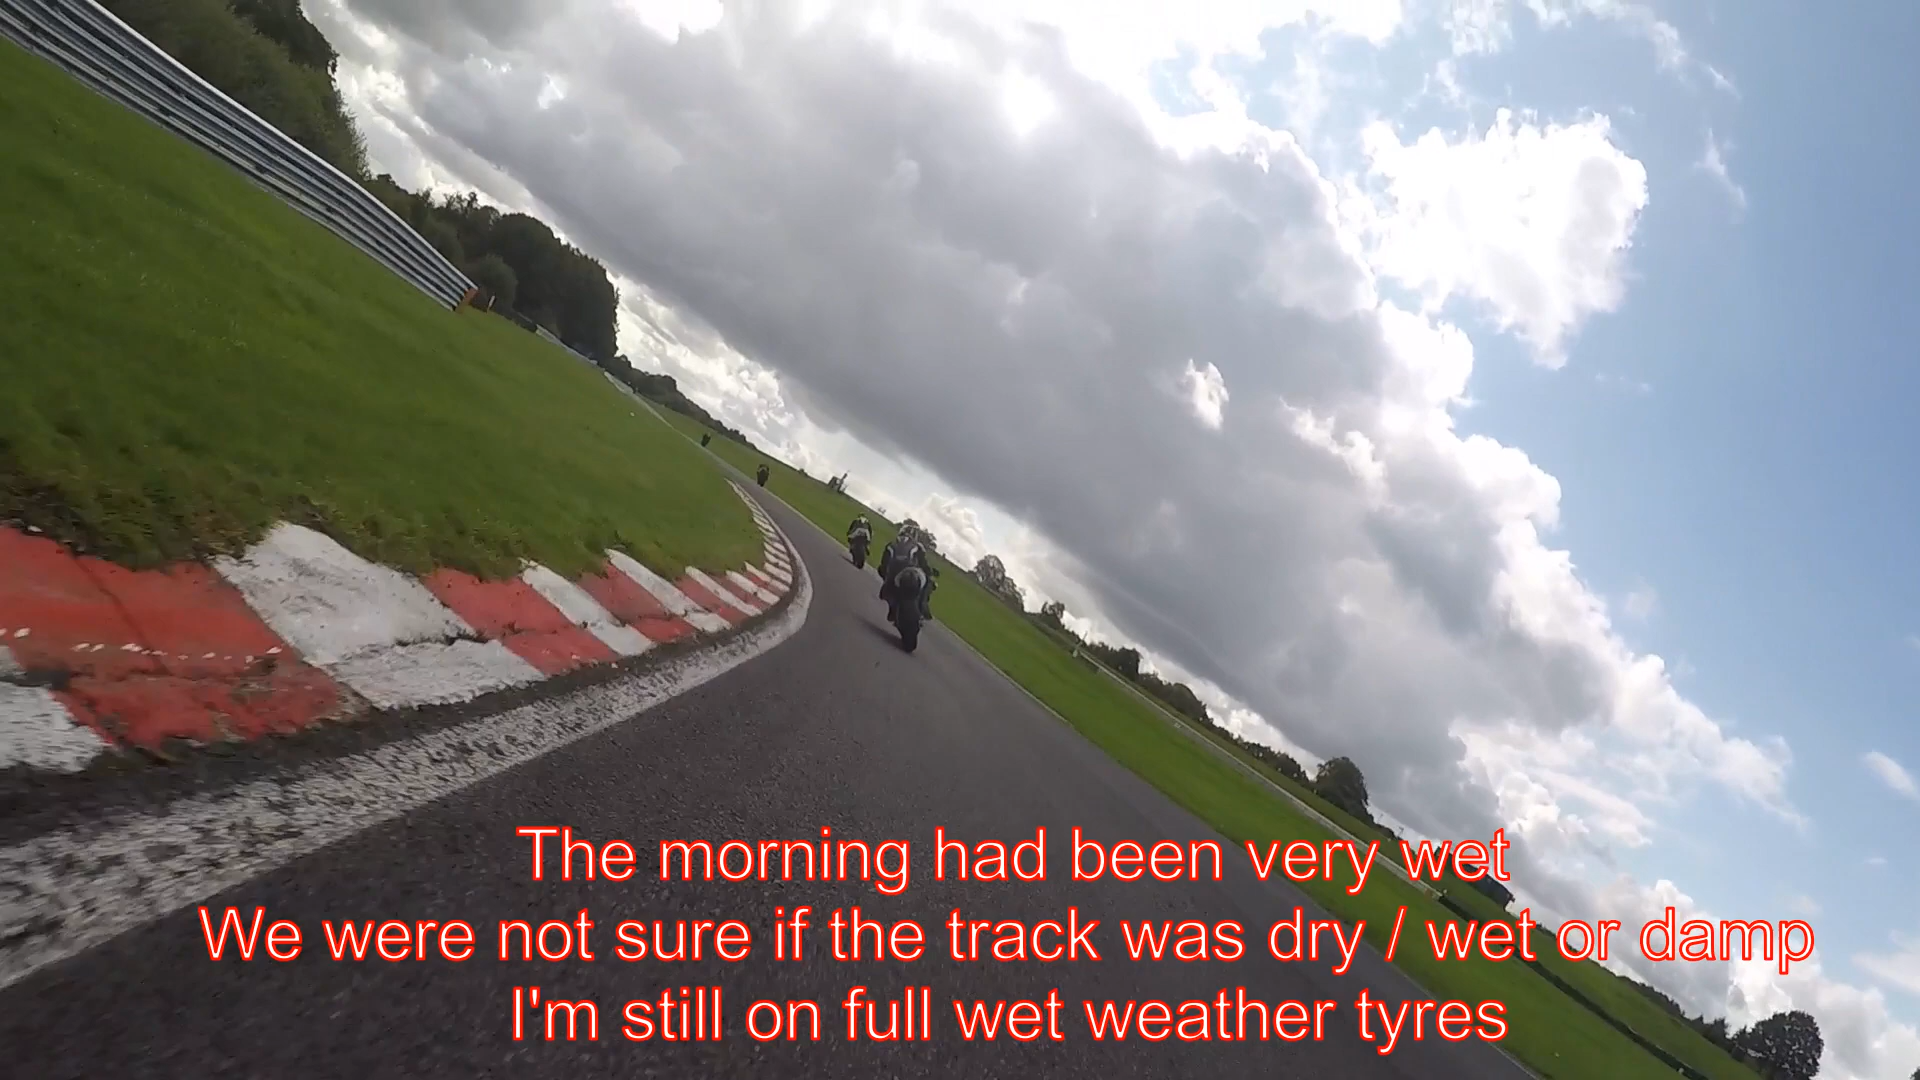 The morning had been very wet
We were not sure if the track was dry / wet or damp
I'm still on full wet weather tyres